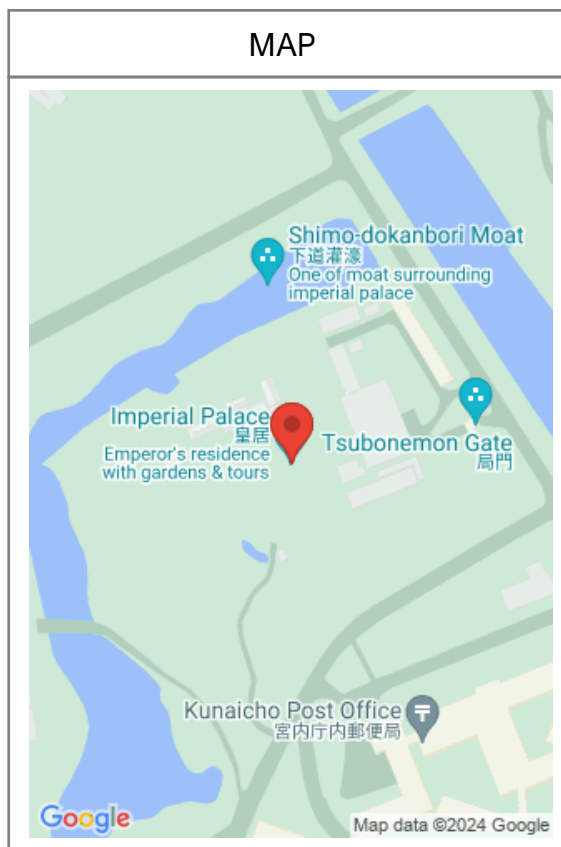 MAP
Shimo-dokanbori Moat
下道灌濠
One of moat surrounding
imperial palace
Imperial Palace
皇居
Emperor's residence
with gardens & tours
Tsubonemon Gate
局門
Kunaicho Post Office
宮内庁内郵便局
〒
Google
Map data ©2024 Google